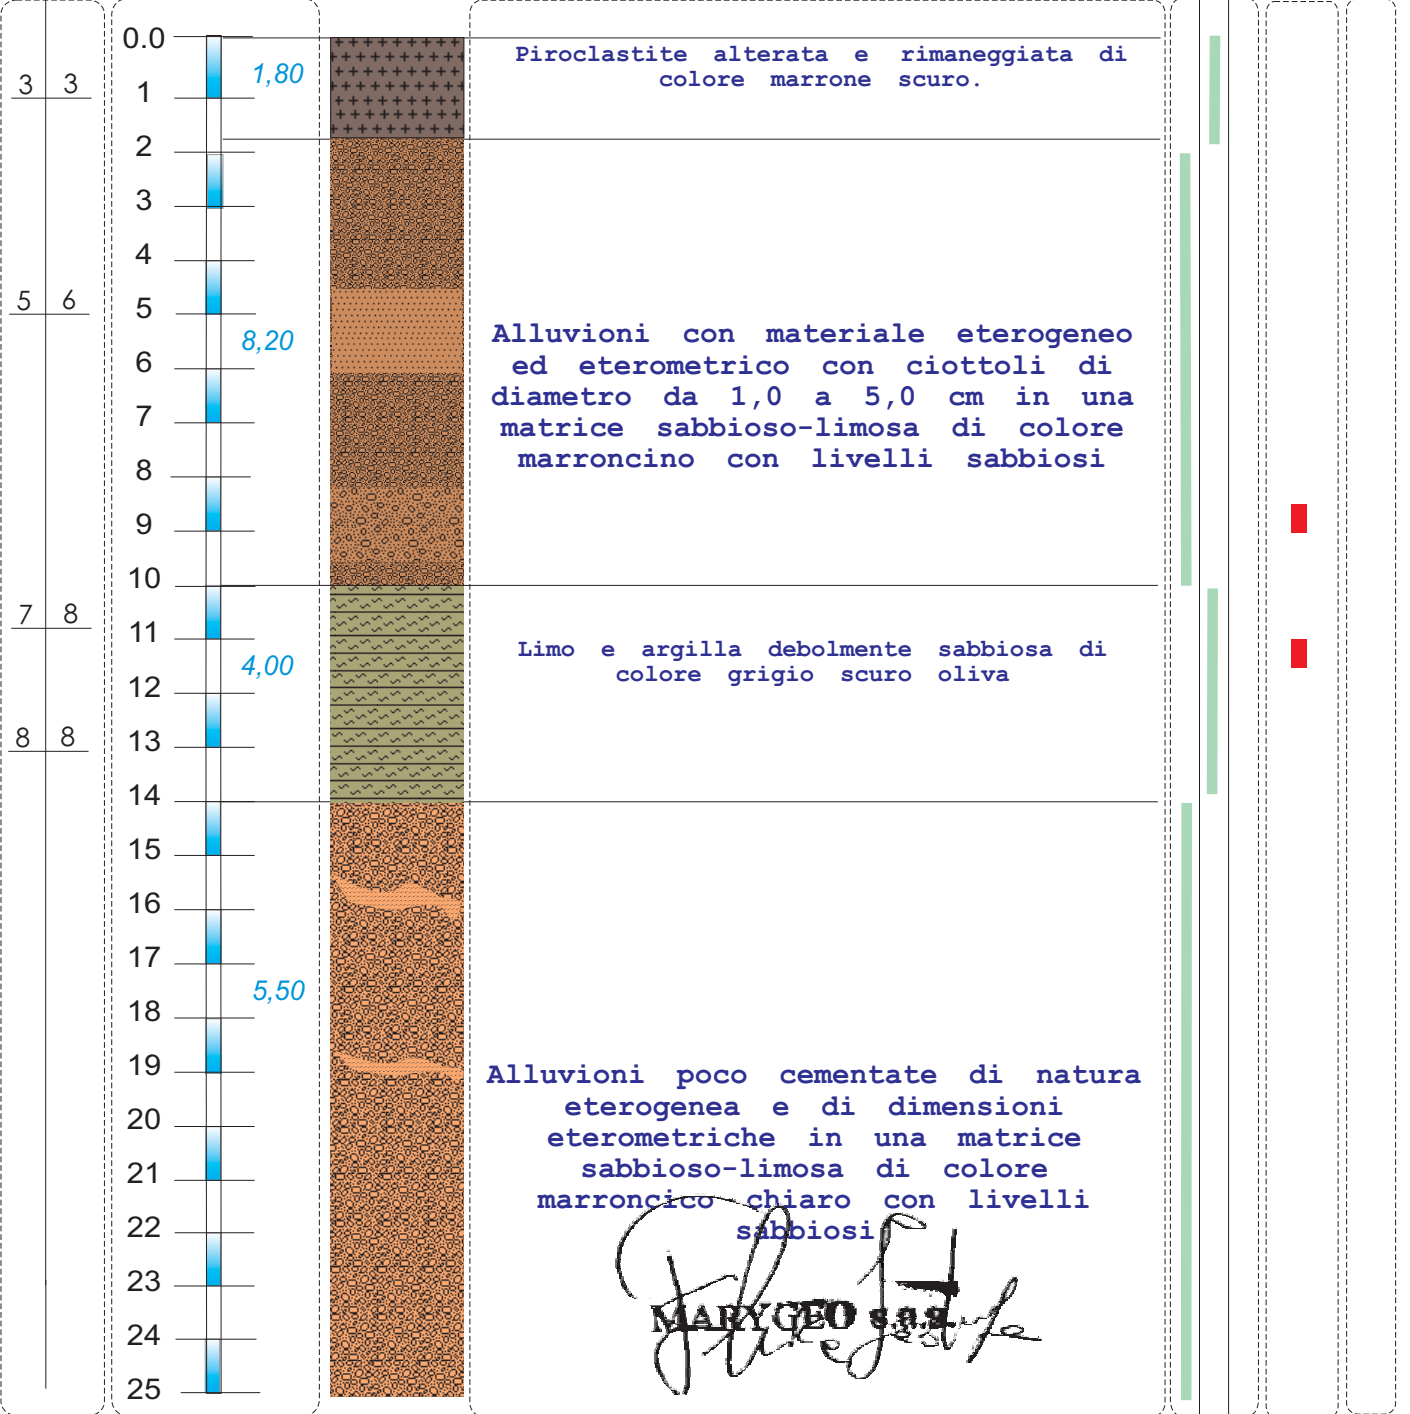 0.0
3 3
1,80
1
2
3
4
5 6
5
8,20
6
7
8
9
10
7 8
11
4,00
12
8 8
13
14
15
16
17
5,50
18
19
20
21
22
23
24
25
Piroclastite alterata e rimaneggiata di
colore marrone scuro.
Alluvioni con materiale eterogeneo
ed eterometrico con ciottoli di
diametro da 1,0 a 5,0 cm in una
matrice sabbioso-limosa di colore
marroncino con livelli sabbiosi
Limo e argilla debolmente sabbiosa di
colore grigio scuro oliva
Alluvioni poco cementate di natura
eterogenea e di dimensioni
eterometriche in una matrice
sabbioso-limosa di colore
marroncico chiaro con livelli
sabbiosi
MARYGEO s.n.c.